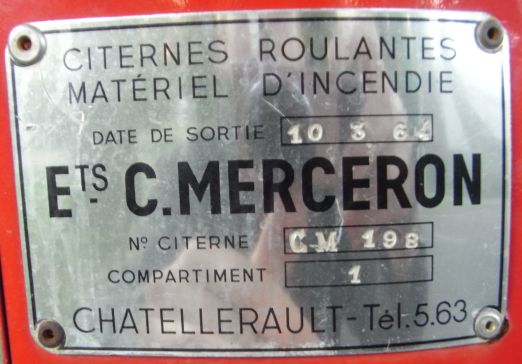 CITERNES ROULANTES
MATÉRIEL D'INCENDIE
DATE DE SORTIE 10 3 64
ETS C.MERCERON
Nº CITERNE CM 198
COMPARTIMENT 1
CHATELLERAULT-Tél.5.63